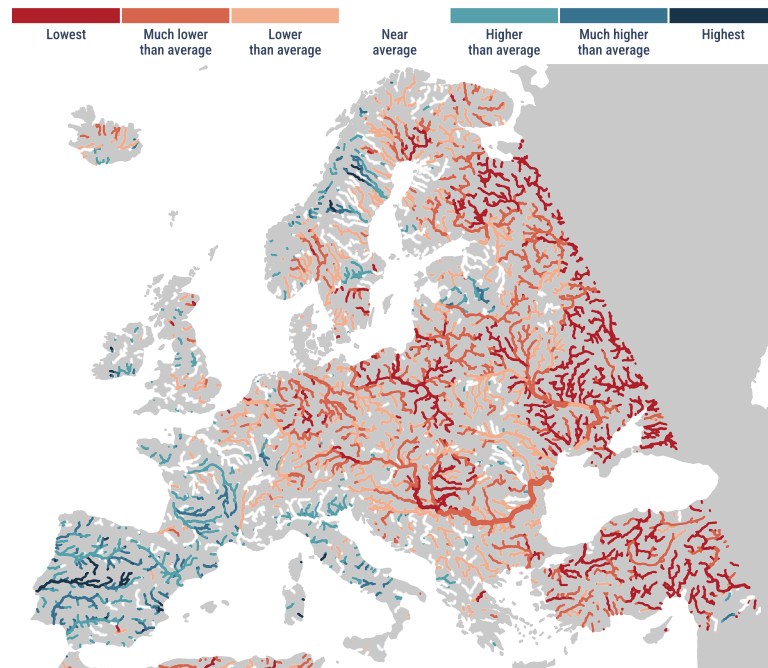 Lowest
Much lower
than average
Lower
than average
Near
average
Higher
than average
Much higher
than average
Highest